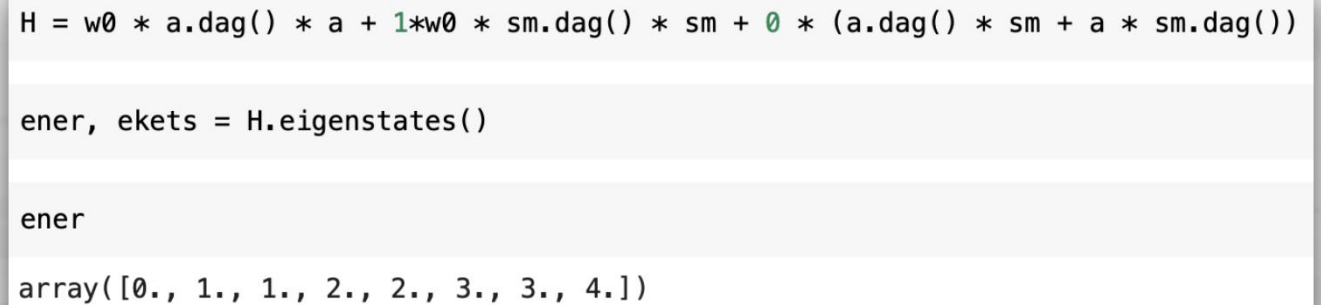 H = w0 * a.dag() * a + 1*w0 * sm.dag() * sm + 0 * (a.dag() * sm + a * sm.dag())
ener, ekets = H.eigenstates()
ener
array([0., 1., 1., 2., 2., 3., 3., 4.])